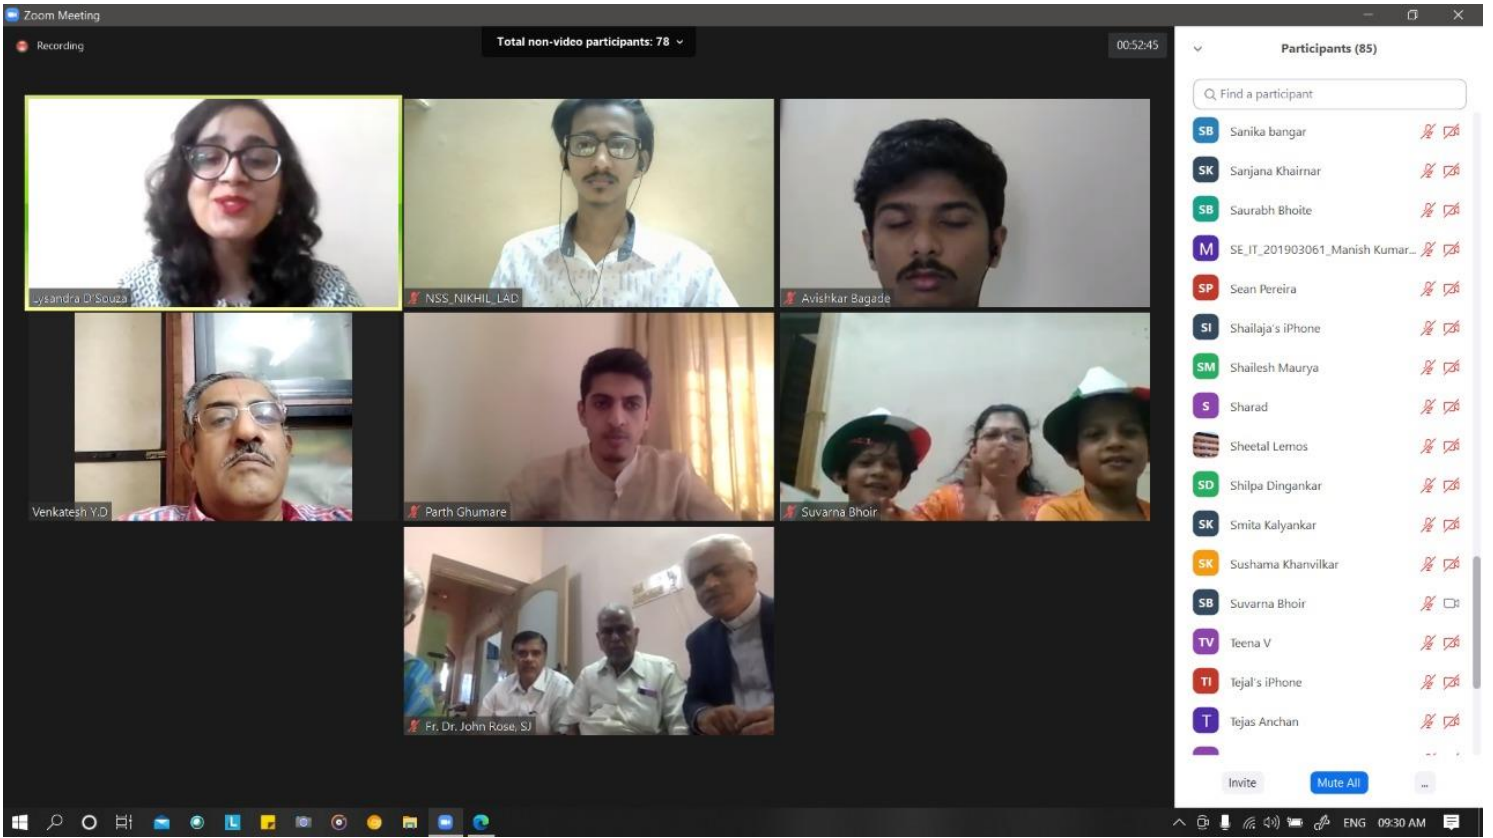 Zoom Meeting
Recording
Total non-video participants: 78
00:52:45
Lysandra D'Souza
NSS_NIKHIL_LAD
Avishkar Bagade
Venkatesh Y.D
Parth Ghumare
Suvarna Bhoir
Fr. Dr. John Rose, SJ
Participants (85)
Find a participant
SB Sanika bangar
SK Sanjana Khairnar
SB Saurabh Bhoite
M SE_IT_201903061_Manish Kumar...
SP Sean Pereira
SI Shailaja's iPhone
SM Shailesh Maurya
S Sharad
Sheetal Lemos
SD Shilpa Dingankar
SK Smita Kalyankar
SK Sushama Khanvilkar
SB Suvarna Bhoir
TV Teena V
TI Tejal's iPhone
T Tejas Anchan
Invite Mute All ...
L
ENG 09:30 AM